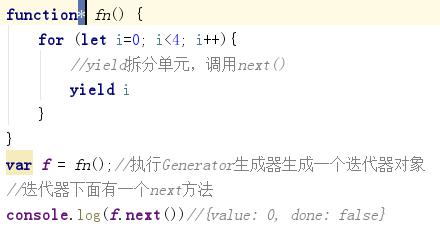 function* fn() {
for (let i=0; i<4; i++){
//yield拆分单元，调用next()
yield i
}
}
var f = fn();//执行Generator生成器生成一个迭代器对象
//迭代器下面有一个next方法
console.log(f.next())//{value: 0, done: false}